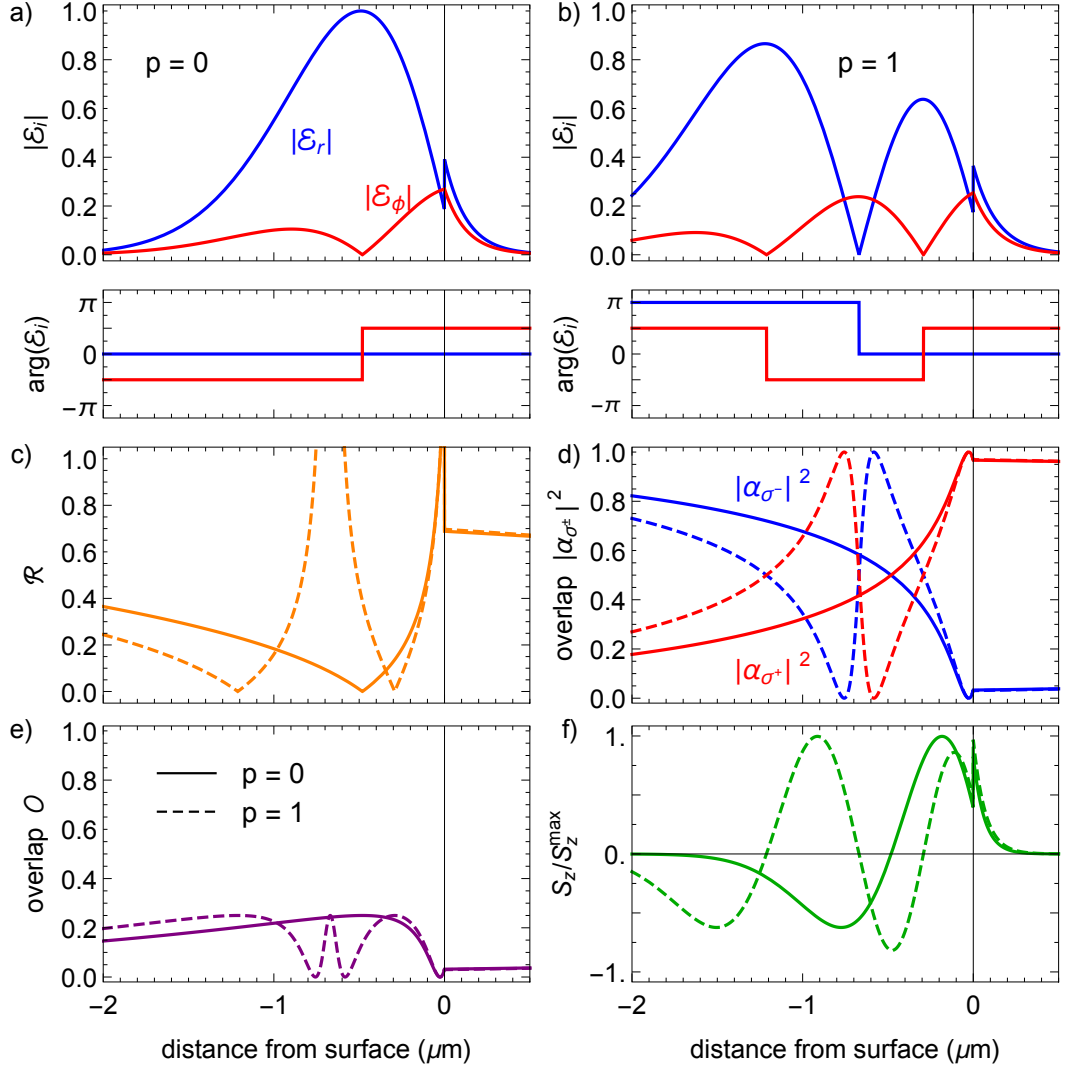 a)
b)
1.0
0.8
0.6
0.4
0.2
0.0
|ℰi|
p = 0
|ℰr|
|ℰϕ|
1.0
0.8
0.6
0.4
0.2
0.0
|ℰi|
p = 1
π
0
−π
arg(ℰi)
π
0
−π
arg(ℰi)
c)
1.0
0.8
0.6
0.4
0.2
0.0
ℛ
d)
1.0
0.8
0.6
0.4
0.2
0.0
overlap |ασ±|²
|ασ-|²
|ασ+|²
e)
1.0
0.8
0.6
0.4
0.2
0.0
overlap 𝒪
p = 0
p = 1
−2
−1
0
distance from surface (μm)
f)
1.
0.
−1.
Sz/Szmax
−2
−1
0
distance from surface (μm)